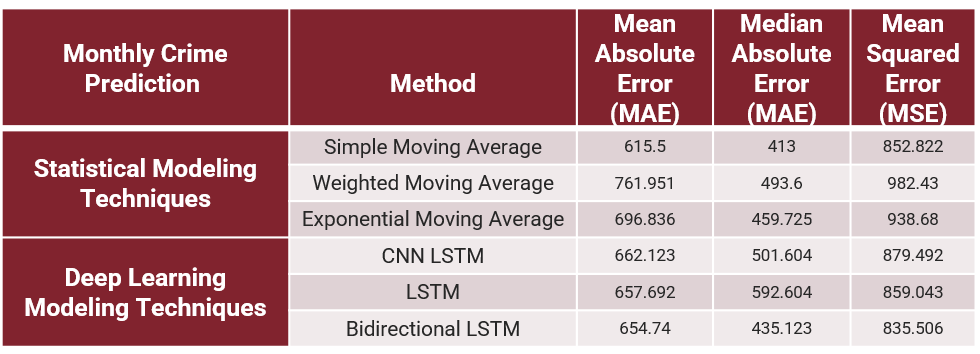 Monthly Crime
Prediction
Method
Mean
Absolute
Error
(MAE)
Median
Absolute
Error
(MAE)
Mean
Squared
Error
(MSE)
Statistical Modeling
Techniques
Simple Moving Average 615.5 413 852.822
Weighted Moving Average 761.951 493.6 982.43
Exponential Moving Average 696.836 459.725 938.68
Deep Learning
Modeling Techniques
CNN LSTM 662.123 501.604 879.492
LSTM 657.692 592.604 859.043
Bidirectional LSTM 654.74 435.123 835.506